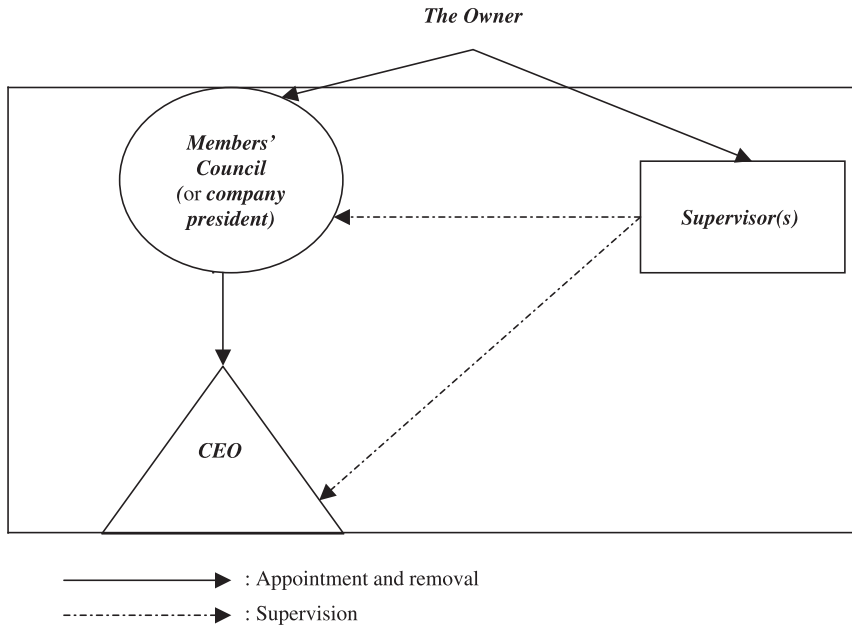 The Owner
Members’
Council
(or company
president)
Supervisor(s)
CEO
: Appointment and removal
: Supervision